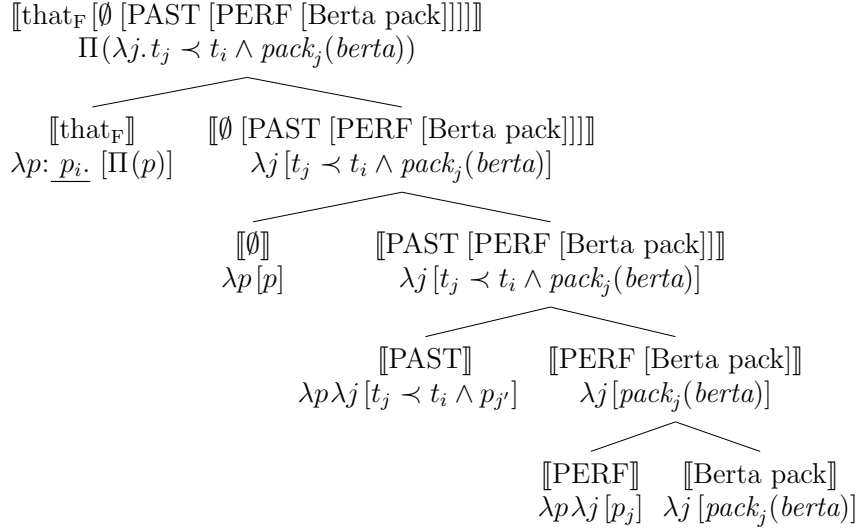 ⟦that_F [∅ [PAST [PERF [Berta pack]]]]⟧
Π(λj. t_j ≺ t_i ∧ pack_j(berta))
⟦that_F⟧ ⟦∅ [PAST [PERF [Berta pack]]]⟧
λp: p_i. [Π(p)] λj [t_j ≺ t_i ∧ pack_j(berta)]
⟦∅⟧ ⟦PAST [PERF [Berta pack]]⟧
λp [p] λj [t_j ≺ t_i ∧ pack_j(berta)]
⟦PAST⟧ ⟦PERF [Berta pack]⟧
λpλj [t_j ≺ t_i ∧ p_j′] λj [pack_j(berta)]
⟦PERF⟧ ⟦Berta pack⟧
λpλj [p_j] λj [pack_j(berta)]